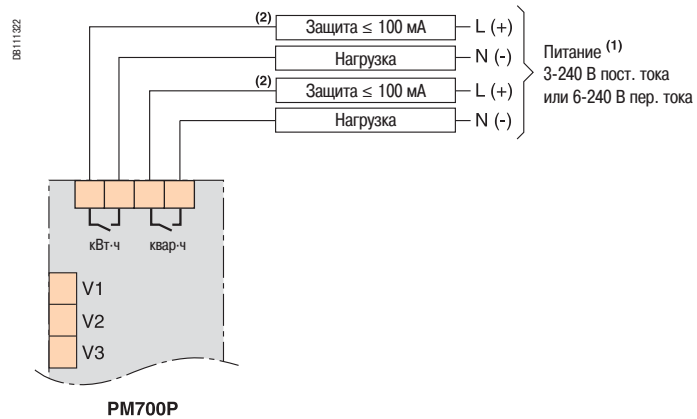 DB111322
(2) Защита ≤ 100 мА L (+)
Нагрузка N (-)
(2) Защита ≤ 100 мА L (+)
Нагрузка N (-)
Питание (1)
3-240 В пост. тока
или 6-240 В пер. тока
кВт·ч квар·ч
V1
V2
V3
PM700P